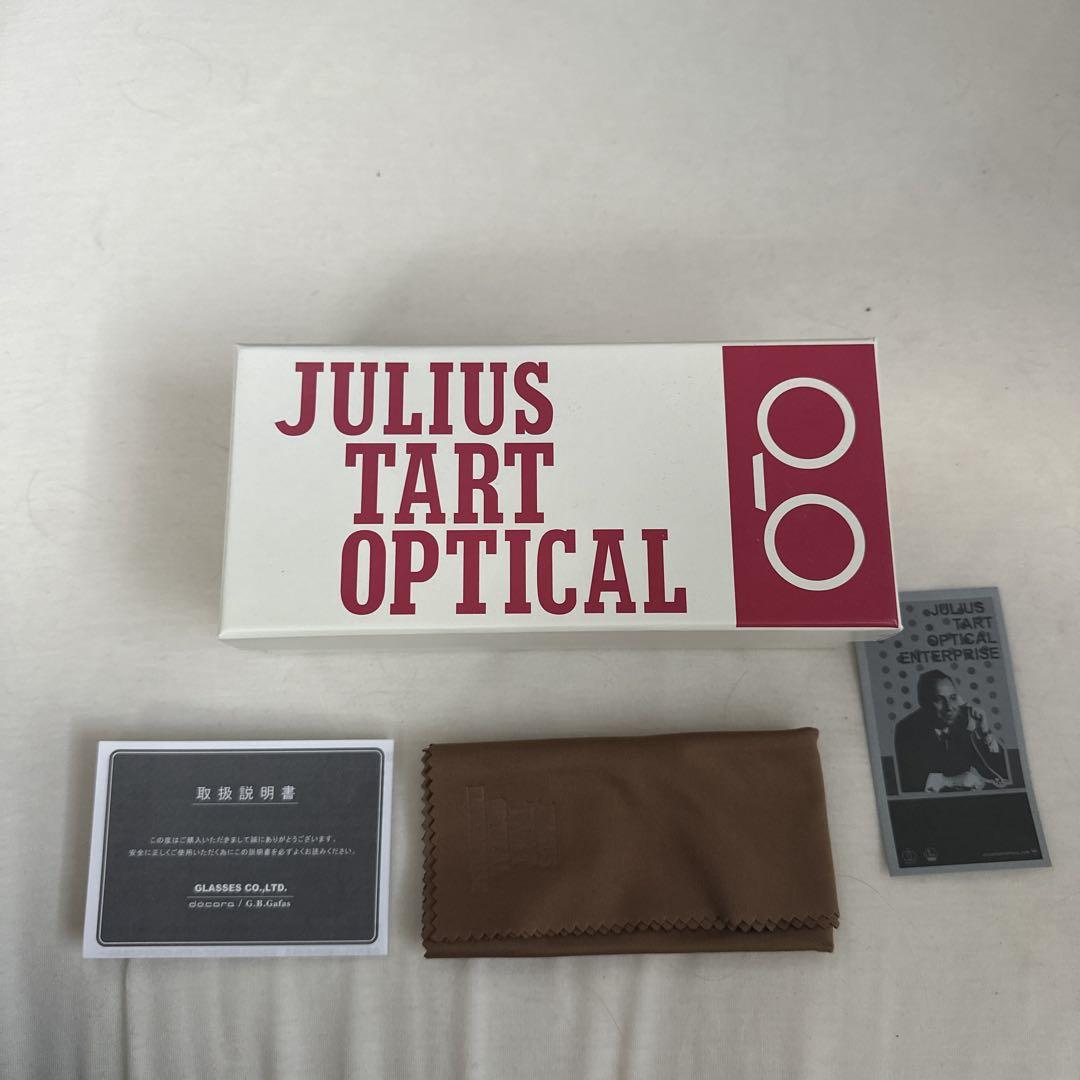 JULIUS
TART
OPTICAL
JULIUS
TART
OPTICAL
ENTERPRISE
取扱説明書
この度はご購入いただきまして誠にありがとうございます。
安全に正しくご使用いただく為にこの説明書を必ずよくお読みください。
GLASSES CO.,LTD.
dócora / G.B.Gafas